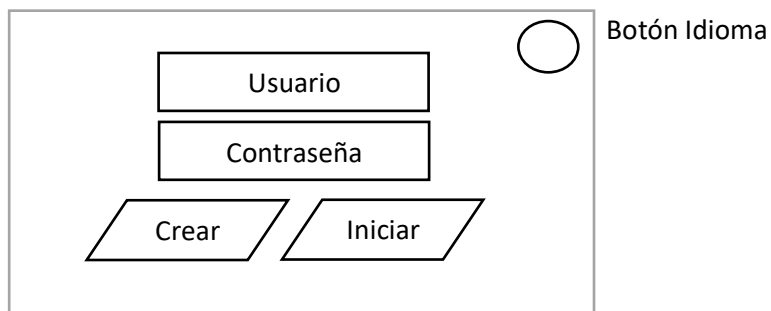 Botón Idioma
Usuario
Contraseña
Crear
Iniciar